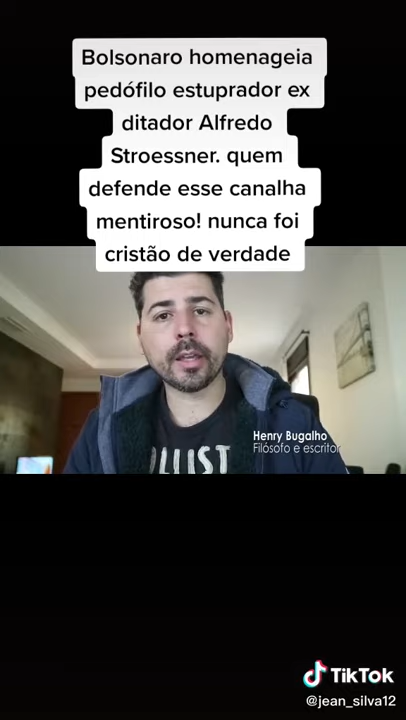 Bolsonaro homenageia
pedófilo estuprador ex
ditador Alfredo
Stroessner. quem
defende esse canalha
mentiroso! nunca foi
cristão de verdade
Henry Bugalho
Filósofo e escritor
TikTok
@jean_silva12